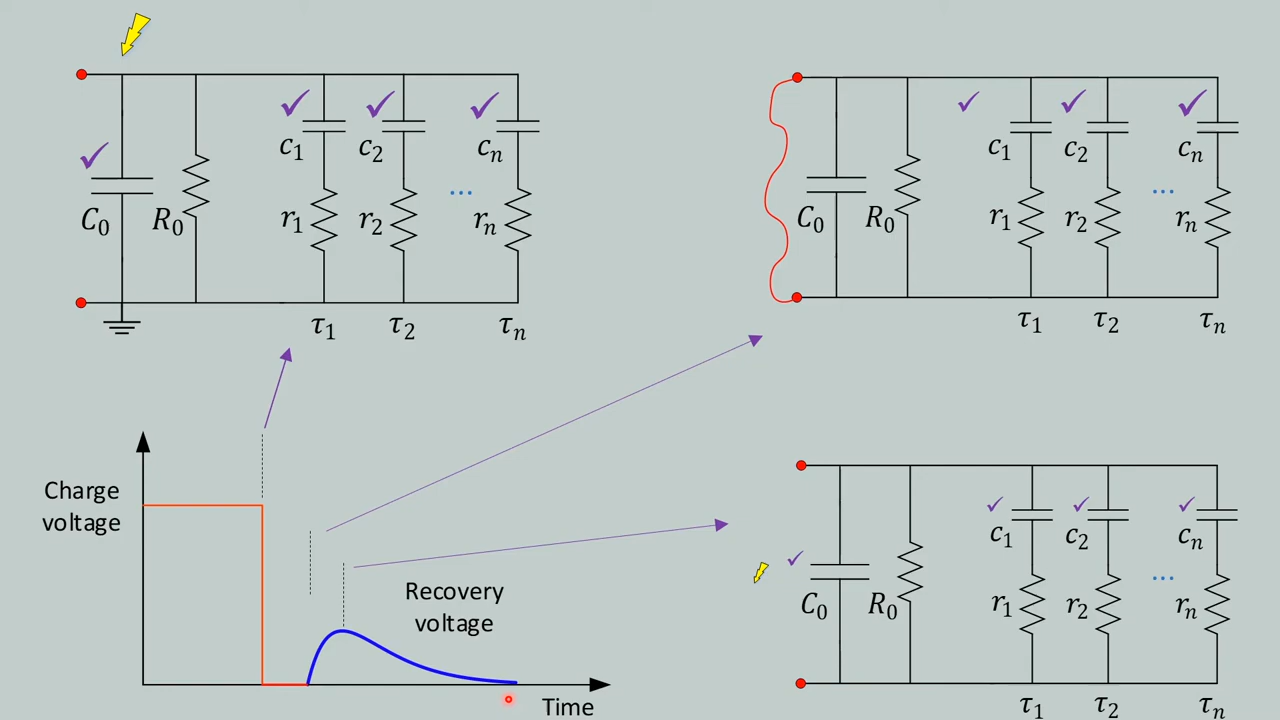 c₁ c₂ cₙ
C₀ R₀ r₁ r₂ ... rₙ
τ₁ τ₂ τₙ
c₁ c₂ cₙ
C₀ R₀ r₁ r₂ ... rₙ
τ₁ τ₂ τₙ
Charge
voltage
Recovery
voltage
Time
c₁ c₂ cₙ
C₀ R₀ r₁ r₂ ... rₙ
τ₁ τ₂ τₙ